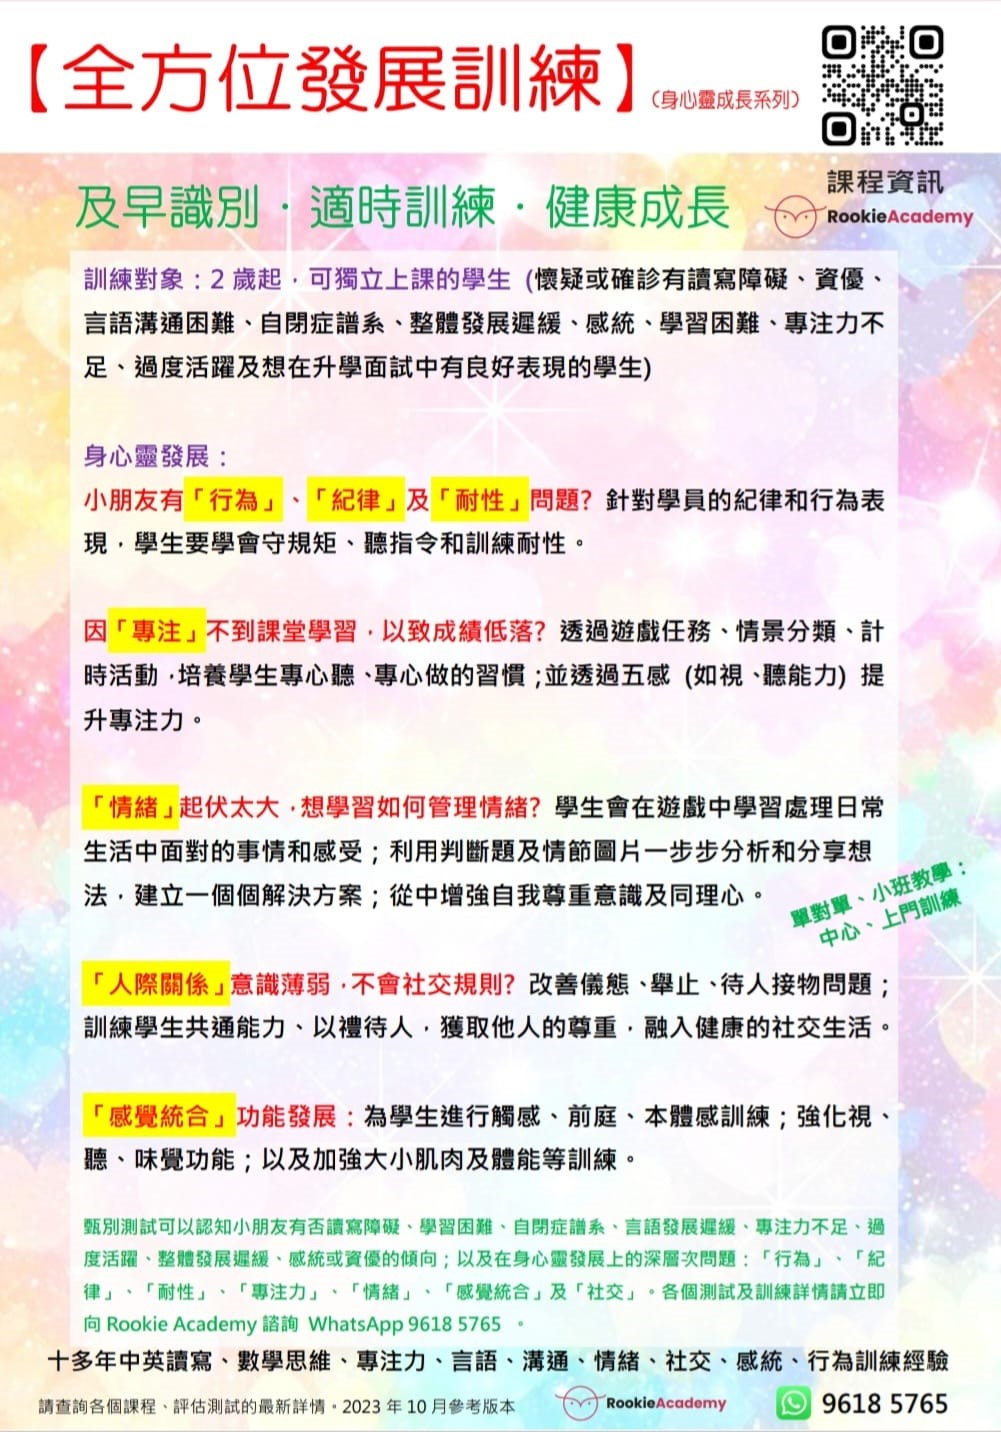 【全方位發展訓練】(身心靈成長系列)
及早識別．適時訓練．健康成長
課程資訊
RookieAcademy
訓練對象：2 歲起，可獨立上課的學生 (懷疑或確診有讀寫障礙、資優、
言語溝通困難、自閉症譜系、整體發展遲緩、感統、學習困難、專注力不
足、過度活躍及想在升學面試中有良好表現的學生)
身心靈發展：
小朋友有「行為」、「紀律」及「耐性」問題? 針對學員的紀律和行為表
現，學生要學會守規矩、聽指令和訓練耐性。
因「專注」不到課堂學習，以致成績低落? 透過遊戲任務、情景分類、計
時活動，培養學生專心聽、專心做的習慣；並透過五感 (如視、聽能力) 提
升專注力。
「情緒」起伏太大，想學習如何管理情緒? 學生會在遊戲中學習處理日常
生活中面對的事情和感受；利用判斷題及情節圖片一步步分析和分享想
法，建立一個個解決方案；從中增強自我尊重意識及同理心。
單對單、小班教學：
中心、上門訓練
「人際關係」意識薄弱，不會社交規則? 改善儀態、舉止、待人接物問題；
訓練學生共通能力、以禮待人，獲取他人的尊重，融入健康的社交生活。
「感覺統合」功能發展：為學生進行觸感、前庭、本體感訓練；強化視、
聽、味覺功能；以及加強大小肌肉及體能等訓練。
甄別測試可以認知小朋友有否讀寫障礙、學習困難、自閉症譜系、言語發展遲緩、專注力不足、過
度活躍、整體發展遲緩、感統或資優的傾向；以及在身心靈發展上的深層次問題：「行為」、「紀
律」、「耐性」、「專注力」、「情緒」、「感覺統合」及「社交」。各個測試及訓練詳情請立即
向 Rookie Academy 諮詢 WhatsApp 9618 5765 。
十多年中英讀寫、數學思維、專注力、言語、溝通、情緒、社交、感統、行為訓練經驗
請查詢各個課程、評估測試的最新詳情。2023 年 10 月參考版本
RookieAcademy
9618 5765